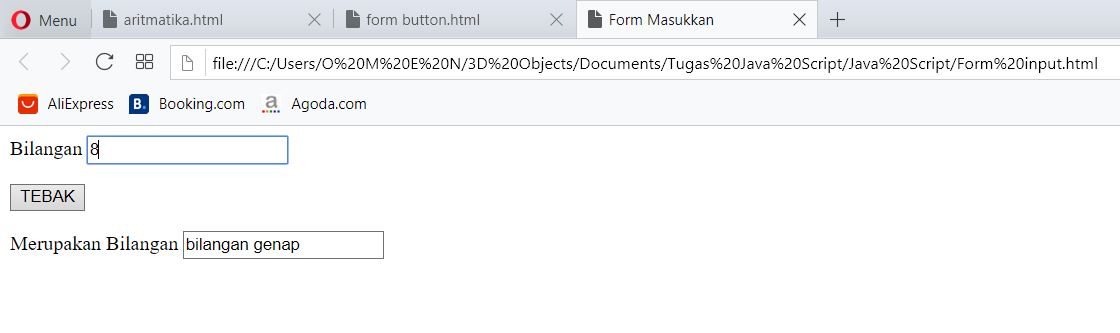 Menu aritmatika.html form button.html Form Masukkan
file:///C:/Users/O%20M%20E%20N/3D%20Objects/Documents/Tugas%20Java%20Script/Java%20Script/Form%20input.html
AliExpress B. Booking.com a Agoda.com
Bilangan 8
TEBAK
Merupakan Bilangan bilangan genap